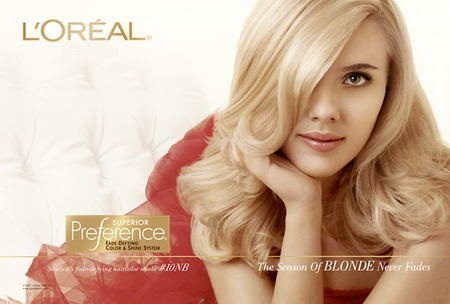 L'ORÉAL®
SUPERIOR
Preférence®
FADE-DEFYING
COLOR & SHINE SYSTEM
Scarlett's fade-defying haircolor shade #10NB
The Season Of BLONDE Never Fades